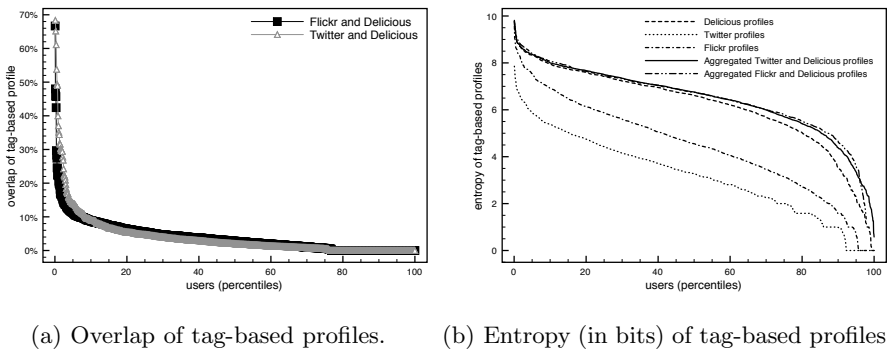 70%
60%
50%
40%
30%
20%
10%
0%
overlap of tag-based profile
Flickr and Delicious
Twitter and Delicious
0 20 40 60 80 100
users (percentiles)
10
8
6
4
2
0
entropy of tag-based profiles
Delicious profiles
Twitter profiles
Flickr profiles
Aggregated Twitter and Delicious profiles
Aggregated Flickr and Delicious profiles
0 20 40 60 80 100
users (percentiles)
(a) Overlap of tag-based profiles.
(b) Entropy (in bits) of tag-based profiles